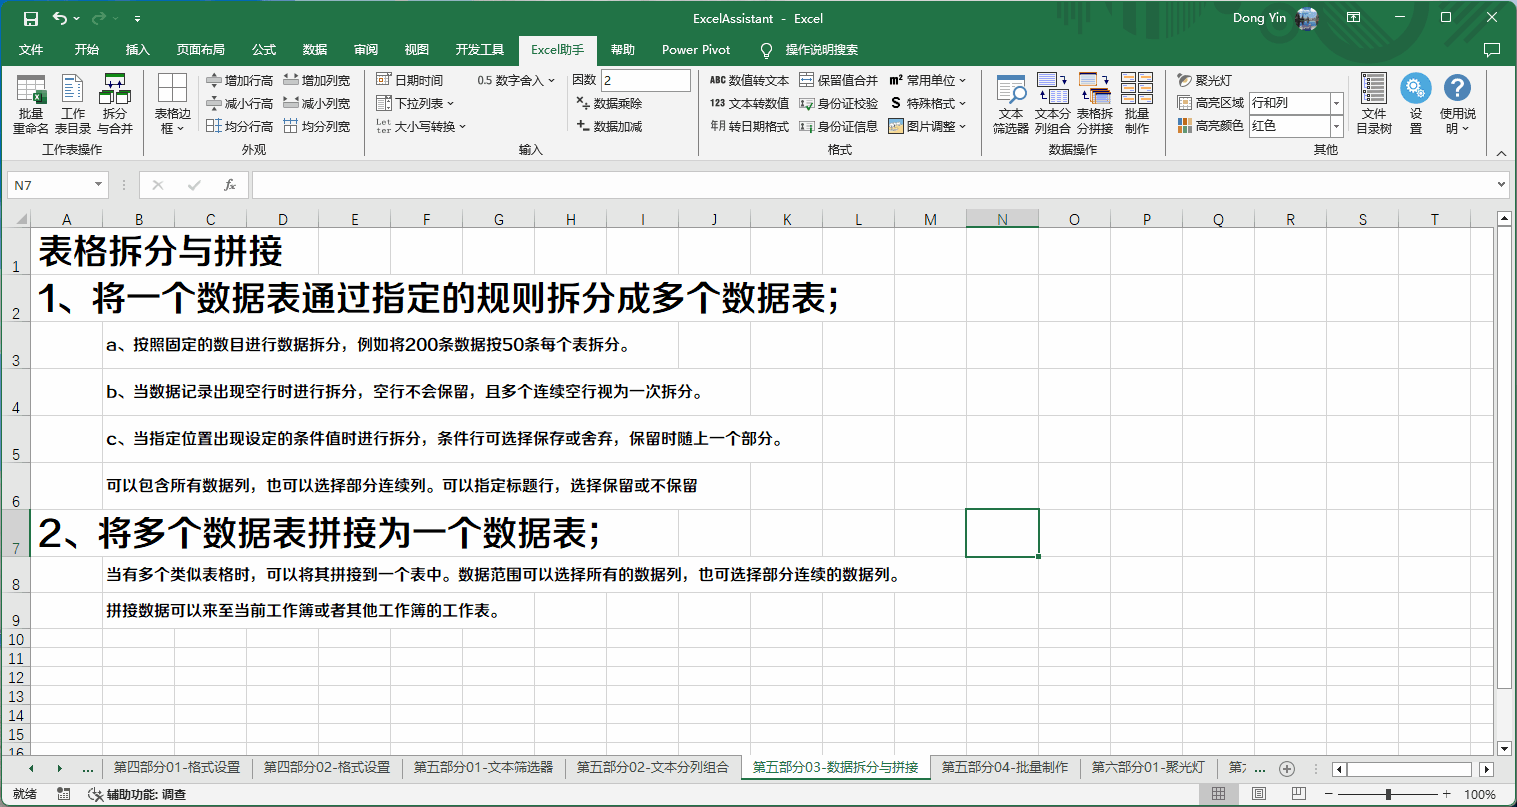 ExcelAssistant - Excel
Dong Yin
文件 开始 插入 页面布局 公式 数据 审阅 视图 开发工具 Excel助手 帮助 Power Pivot 操作说明搜索
批量重命名
工作表目录
拆分与合并
工作表操作
表格边框
增加行高 增加列宽
减小行高 减小列宽
均分行高 均分列宽
外观
日期时间 0.5 数字舍入 因数 2
下拉列表 数据乘除
Letter 大小写转换 数据加减
输入
ABC 数值转文本 保留值合并 m² 常用单位
123 文本转数值 身份证校验 S 特殊格式
年月 转日期格式 身份证信息 图片调整
格式
文本筛选器
文本分列组合
表格拆分拼接
批量制作
数据操作
聚光灯
高亮区域 行和列
高亮颜色 红色
文件目录树
设置
使用说明
其他
N7
fx
A B C D E F G H I J K L M N O P Q R S T
1 表格拆分与拼接
2 1、将一个数据表通过指定的规则拆分成多个数据表；
3 a、按照固定的数目进行数据拆分，例如将200条数据按50条每个表拆分。
4 b、当数据记录出现空行时进行拆分，空行不会保留，且多个连续空行视为一次拆分。
5 c、当指定位置出现设定的条件值时进行拆分，条件行可选择保存或舍弃，保留时随上一个部分。
6 可以包含所有数据列，也可以选择部分连续列。可以指定标题行，选择保留或不保留
7 2、将多个数据表拼接为一个数据表；
8 当有多个类似表格时，可以将其拼接到一个表中。数据范围可以选择所有的数据列，也可选择部分连续的数据列。
9 拼接数据可以来至当前工作簿或者其他工作簿的工作表。
10
11
12
13
14
15
16
... 第四部分01-格式设置 第四部分02-格式设置 第五部分01-文本筛选器 第五部分02-文本分列组合 第五部分03-数据拆分与拼接 第五部分04-批量制作 第六部分01-聚光灯 第 ...
就绪 辅助功能: 调查 100%